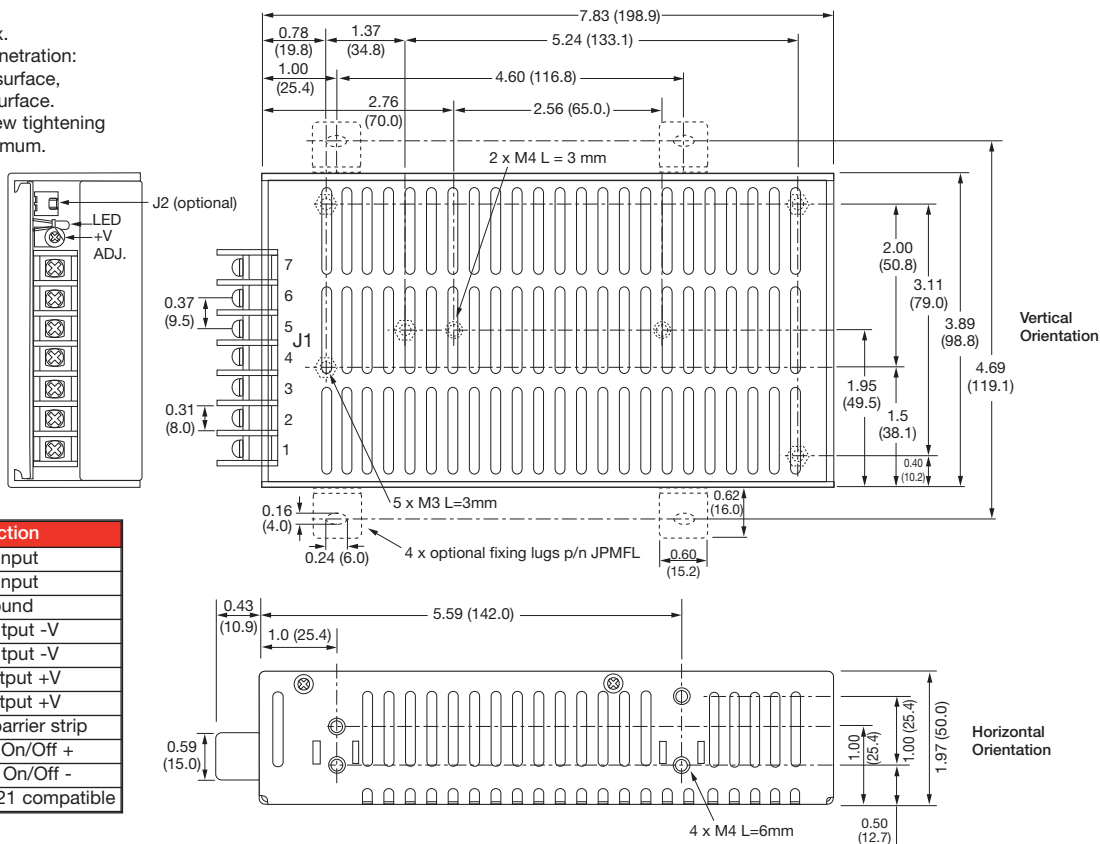 x.
netration:
surface,
urface.
ew tightening
mum.
7.83 (198.9)
0.78
(19.8)
1.37
(34.8)
5.24 (133.1)
1.00
(25.4)
4.60 (116.8)
2.76
(70.0)
2.56 (65.0.)
2 x M4 L = 3 mm
J2 (optional)
LED
+V
ADJ.
0.37
(9.5)
0.31
(8.0)
J1
7
6
5
4
3
2
1
2.00
(50.8)
3.11
(79.0)
3.89
(98.8)
4.69
(119.1)
1.95
(49.5)
1.5
(38.1)
0.40
(10.2)
Vertical
Orientation
5 x M3 L=3mm
0.16
(4.0)
0.24 (6.0)
4 x optional fixing lugs p/n JPMFL
0.62
(16.0)
0.60
(15.2)
ction
nput
nput
ound
tput -V
tput -V
tput +V
tput +V
barrier strip
On/Off +
On/Off -
21 compatible
0.43
(10.9)
5.59 (142.0)
1.0 (25.4)
0.59
(15.0)
1.00
(25.4)
1.00 (25.4)
1.97 (50.0)
0.50
(12.7)
Horizontal
Orientation
4 x M4 L=6mm